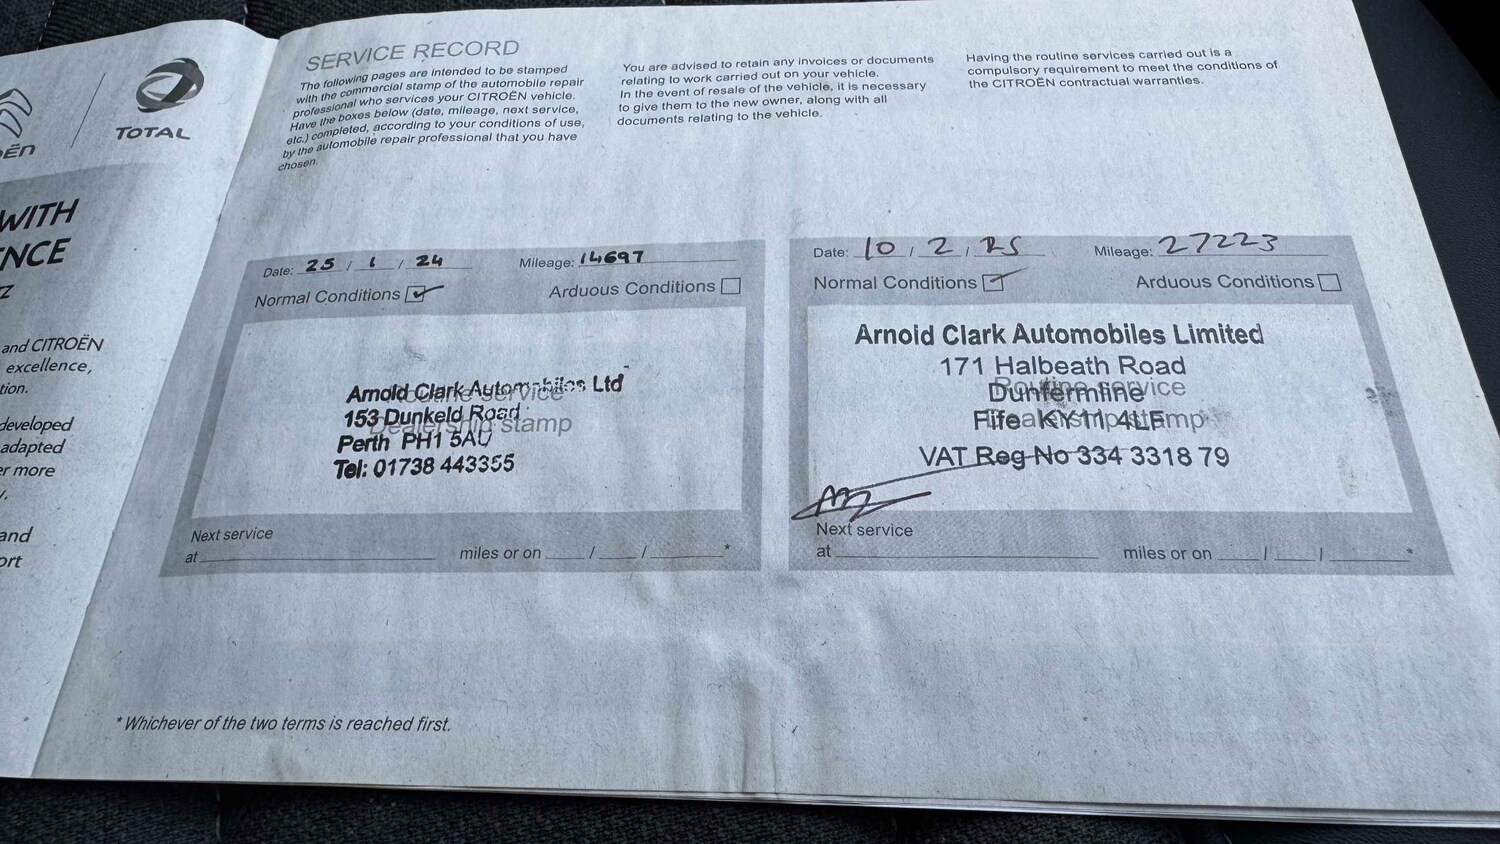 TOTAL
ËN
WITH
NCE
and CITROËN
excellence,
tion.
developed
adapted
er more
and
ort
SERVICE RECORD
The following pages are intended to be stamped
with the commercial stamp of the automobile repair
professional who services your CITROËN vehicle.
Have the boxes below (date, mileage, next service,
etc.) completed, according to your conditions of use,
by the automobile repair professional that you have
chosen.
You are advised to retain any invoices or documents
relating to work carried out on your vehicle.
In the event of resale of the vehicle, it is necessary
to give them to the new owner, along with all
documents relating to the vehicle.
Having the routine services carried out is a
compulsory requirement to meet the conditions of
the CITROËN contractual warranties.
Date: 25 / 1 / 24 Mileage: 14697
Normal Conditions Arduous Conditions
Routine service
Dealership stamp
Arnold Clark Automobiles Ltd
153 Dunkeld Road
Perth PH1 5AU
Tel: 01738 443355
Next service
at miles or on / / *
Date: 10 / 2 / 25 Mileage: 27223
Normal Conditions Arduous Conditions
Routine service
Dealership stamp
Arnold Clark Automobiles Limited
171 Halbeath Road
Dunfermline
Fife KY11 4LF
VAT Reg No 334 3318 79
Next service
at miles or on / / *
* Whichever of the two terms is reached first.